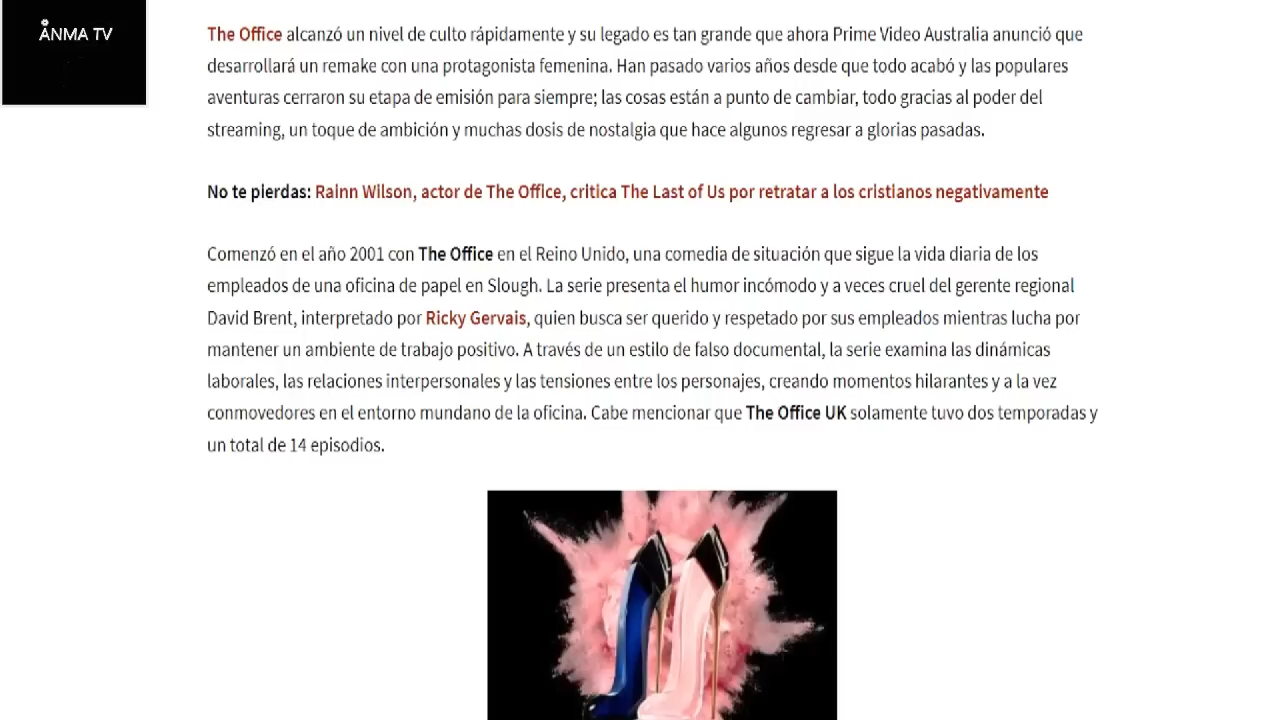 ANMA TV
The Office alcanzó un nivel de culto rápidamente y su legado es tan grande que ahora Prime Video Australia anunció que
desarrollará un remake con una protagonista femenina. Han pasado varios años desde que todo acabó y las populares
aventuras cerraron su etapa de emisión para siempre; las cosas están a punto de cambiar, todo gracias al poder del
streaming, un toque de ambición y muchas dosis de nostalgia que hace algunos regresar a glorias pasadas.
No te pierdas: Rainn Wilson, actor de The Office, critica The Last of Us por retratar a los cristianos negativamente
Comenzó en el año 2001 con The Office en el Reino Unido, una comedia de situación que sigue la vida diaria de los
empleados de una oficina de papel en Slough. La serie presenta el humor incómodo y a veces cruel del gerente regional
David Brent, interpretado por Ricky Gervais, quien busca ser querido y respetado por sus empleados mientras lucha por
mantener un ambiente de trabajo positivo. A través de un estilo de falso documental, la serie examina las dinámicas
laborales, las relaciones interpersonales y las tensiones entre los personajes, creando momentos hilarantes y a la vez
conmovedores en el entorno mundano de la oficina. Cabe mencionar que The Office UK solamente tuvo dos temporadas y
un total de 14 episodios.